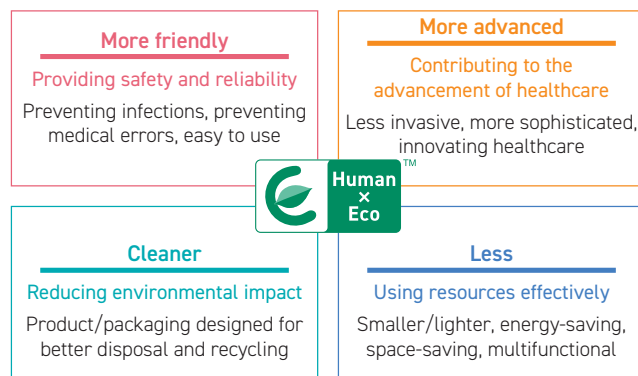 More friendly
Providing safety and reliability
Preventing infections, preventing
medical errors, easy to use
More advanced
Contributing to the
advancement of healthcare
Less invasive, more sophisticated,
innovating healthcare
Human
×
Eco
TM
Cleaner
Reducing environmental impact
Product/packaging designed for
better disposal and recycling
Less
Using resources effectively
Smaller/lighter, energy-saving,
space-saving, multifunctional